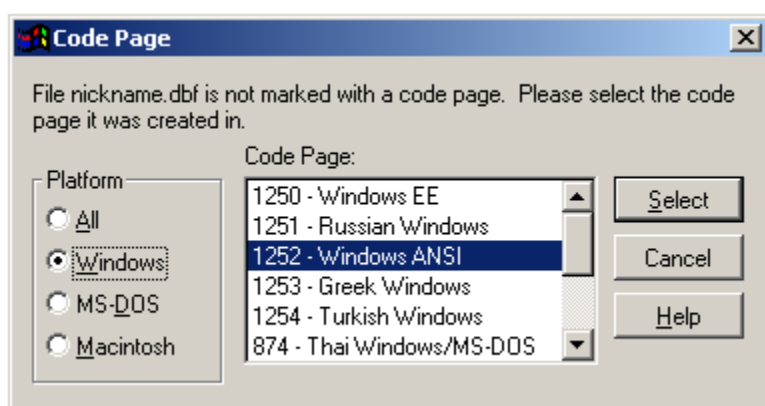 Code Page
File nickname.dbf is not marked with a code page. Please select the code
page it was created in.
Platform
All
Windows
MS-DOS
Macintosh
Code Page:
1250 - Windows EE
1251 - Russian Windows
1252 - Windows ANSI
1253 - Greek Windows
1254 - Turkish Windows
874 - Thai Windows/MS-DOS
Select
Cancel
Help